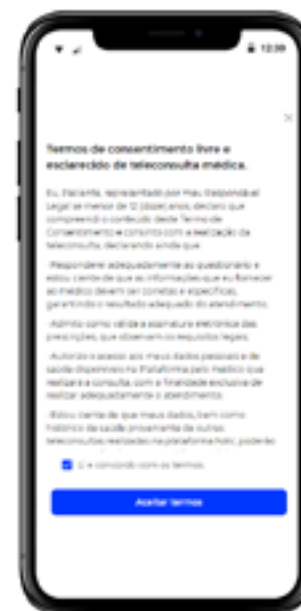 12:00
Termos de consentimento livre e
esclarecido de teleconsulta médica.
Eu, Paciente, representado por meu Responsável
Legal se menor de 12 (doze) anos, declaro que
compreendi o conteúdo deste Termo de
Consentimento e consinto com a realização da
teleconsulta, declarando ainda que:
-Responderei adequadamente ao questionário e
estou ciente de que as informações que eu fornecer
ao médico devem ser corretas e específicas,
garantindo o resultado adequado do atendimento.
-Admito como válida a assinatura eletrônica das
prescrições, que observam os requisitos legais.
-Autorizo o acesso aos meus dados pessoais e de
saúde disponíveis na Plataforma pelo médico que
realizará a consulta, com a finalidade exclusiva de
realizar adequadamente o atendimento.
-Estou ciente de que meus dados, bem como
histórico de saúde proveniente de outras
teleconsultas realizadas na plataforma poderão
Li e concordo com os termos.
Aceitar termos